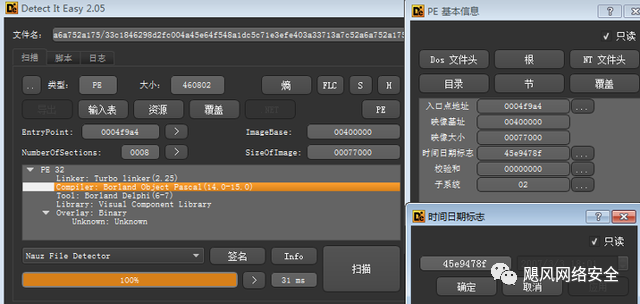 Detect It Easy 2.05
文件名: a6a752a175/33c1846298d2fc004a45e64f548a1dc5c71e3efe403a33713a7c52a6a752a175
扫描 脚本 日志
.. 类型: PE 大小: 460802 熵 FLC S H
导出 输入表 资源 覆盖 .NET PE
EntryPoint: 0004f9a4 > ImageBase: 00400000
NumberOfSections: 0008 > SizeOfImage: 00077000
PE 32
Linker: Turbo linker(2.25)
Compiler: Borland Object Pascal(14.0-15.0)
Tool: Borland Delphi(6-7)
Library: Visual Component Library
Overlay: Binary
Unknown: Unknown
Nauz File Detector 签名 Info 扫描
100% > 31 ms
PE 基本信息
只读
Dos 文件头 根 NT 文件头
目录 节 覆盖
入口点地址 0004f9a4 ...
映像基址 00400000
映像大小 00077000
时间日期标志 45e9478f ...
校验和 00000000 ...
子系统 02 ...
时间日期标志
只读
45e9478f
确定 取消
飓风网络安全